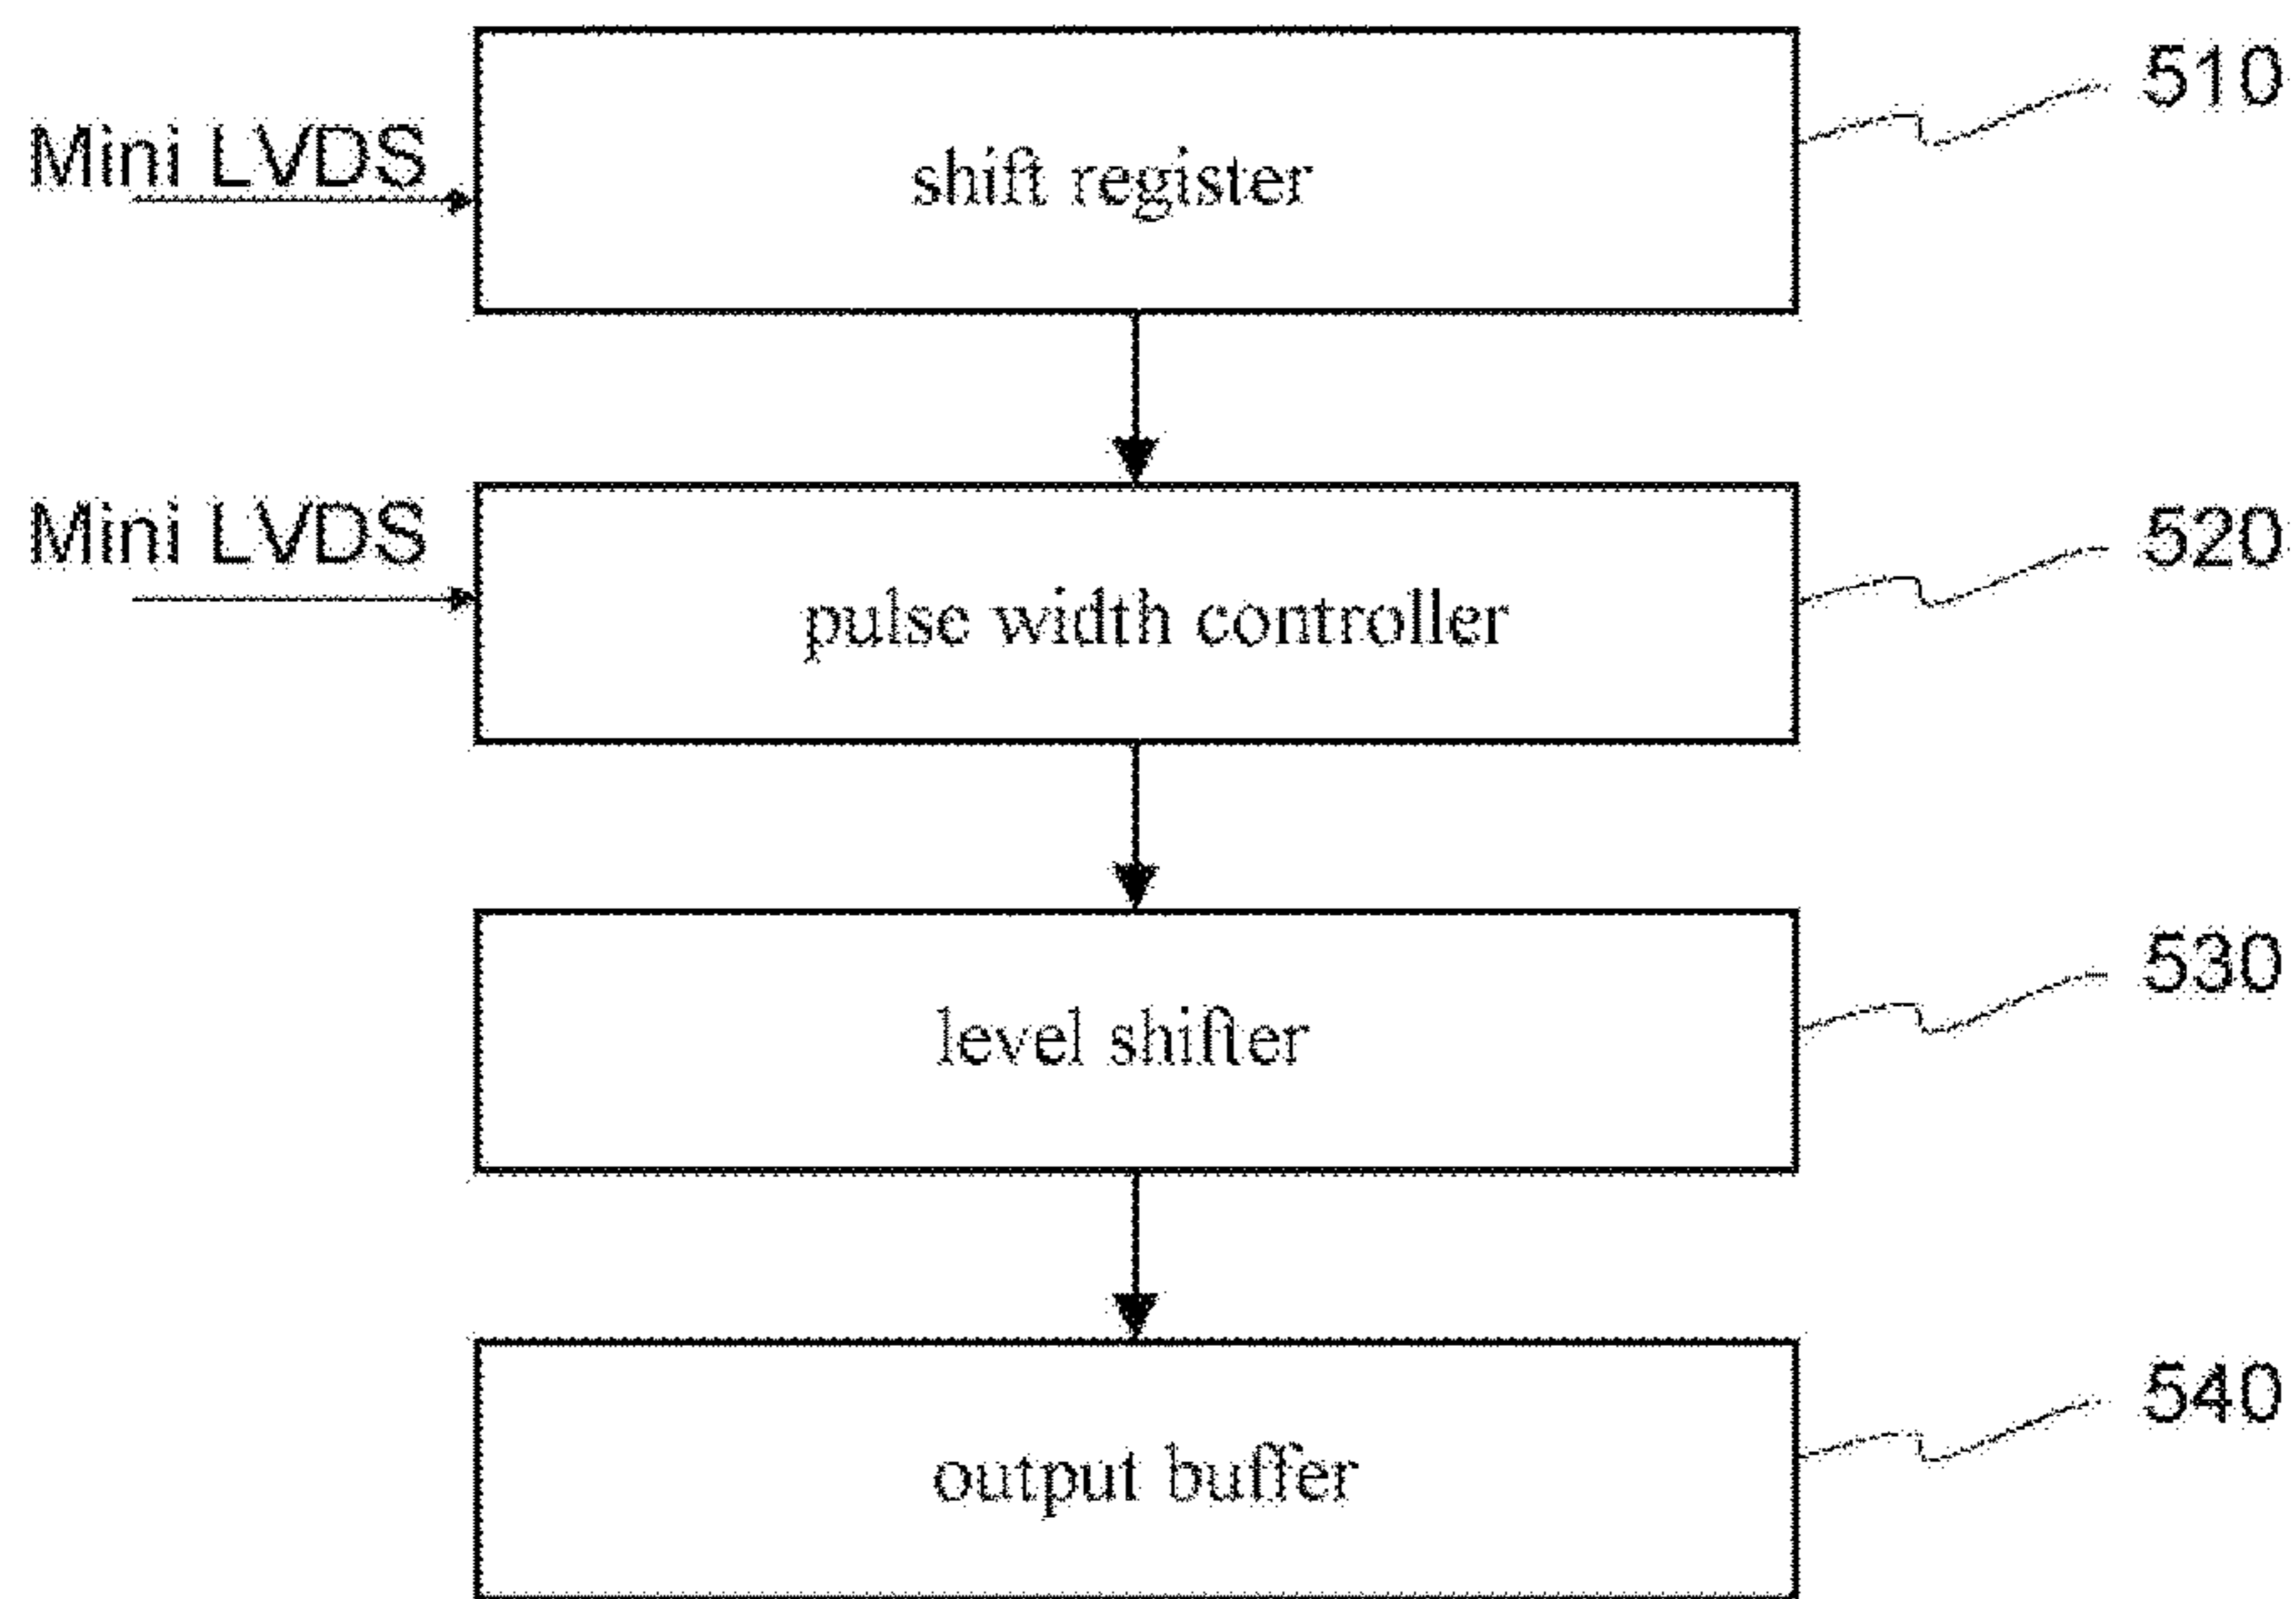 510
Mini LVDS
shift register
Mini LVDS
520
pulse width controller
530
level shifter
540
output buffer